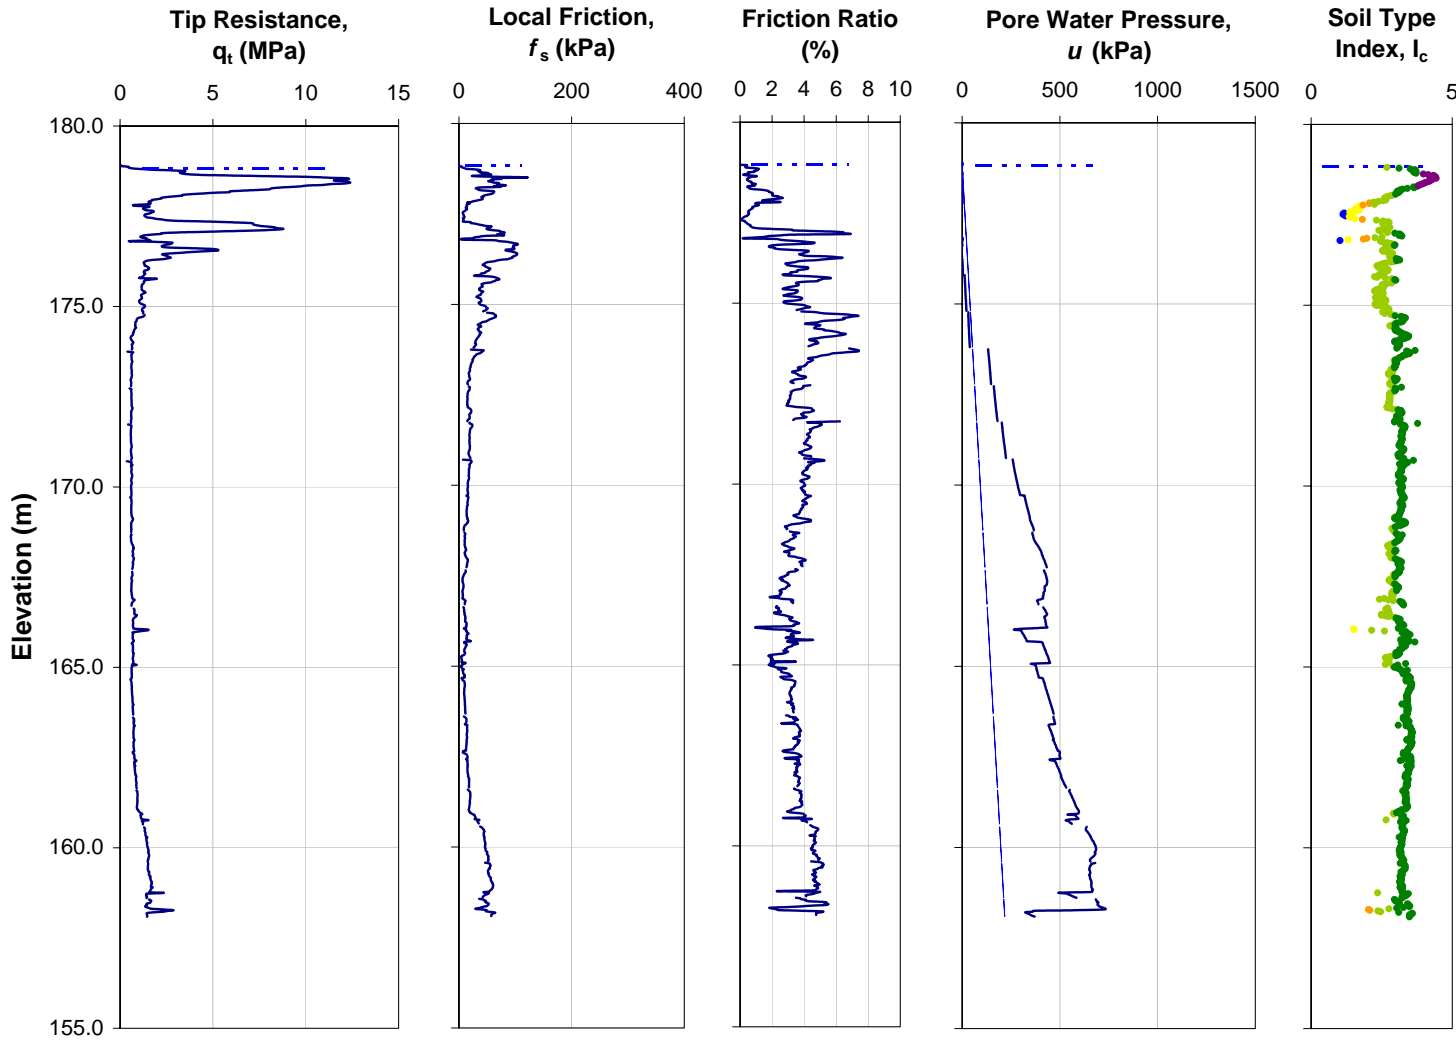 Tip Resistance,
qt (MPa)
Local Friction,
fs (kPa)
Friction Ratio
(%)
Pore Water Pressure,
u (kPa)
Soil Type
Index, Ic
0 5 10 15
0 200 400
0 2 4 6 8 10
0 500 1000 1500
0 5
180.0
175.0
170.0
165.0
160.0
155.0
Elevation (m)